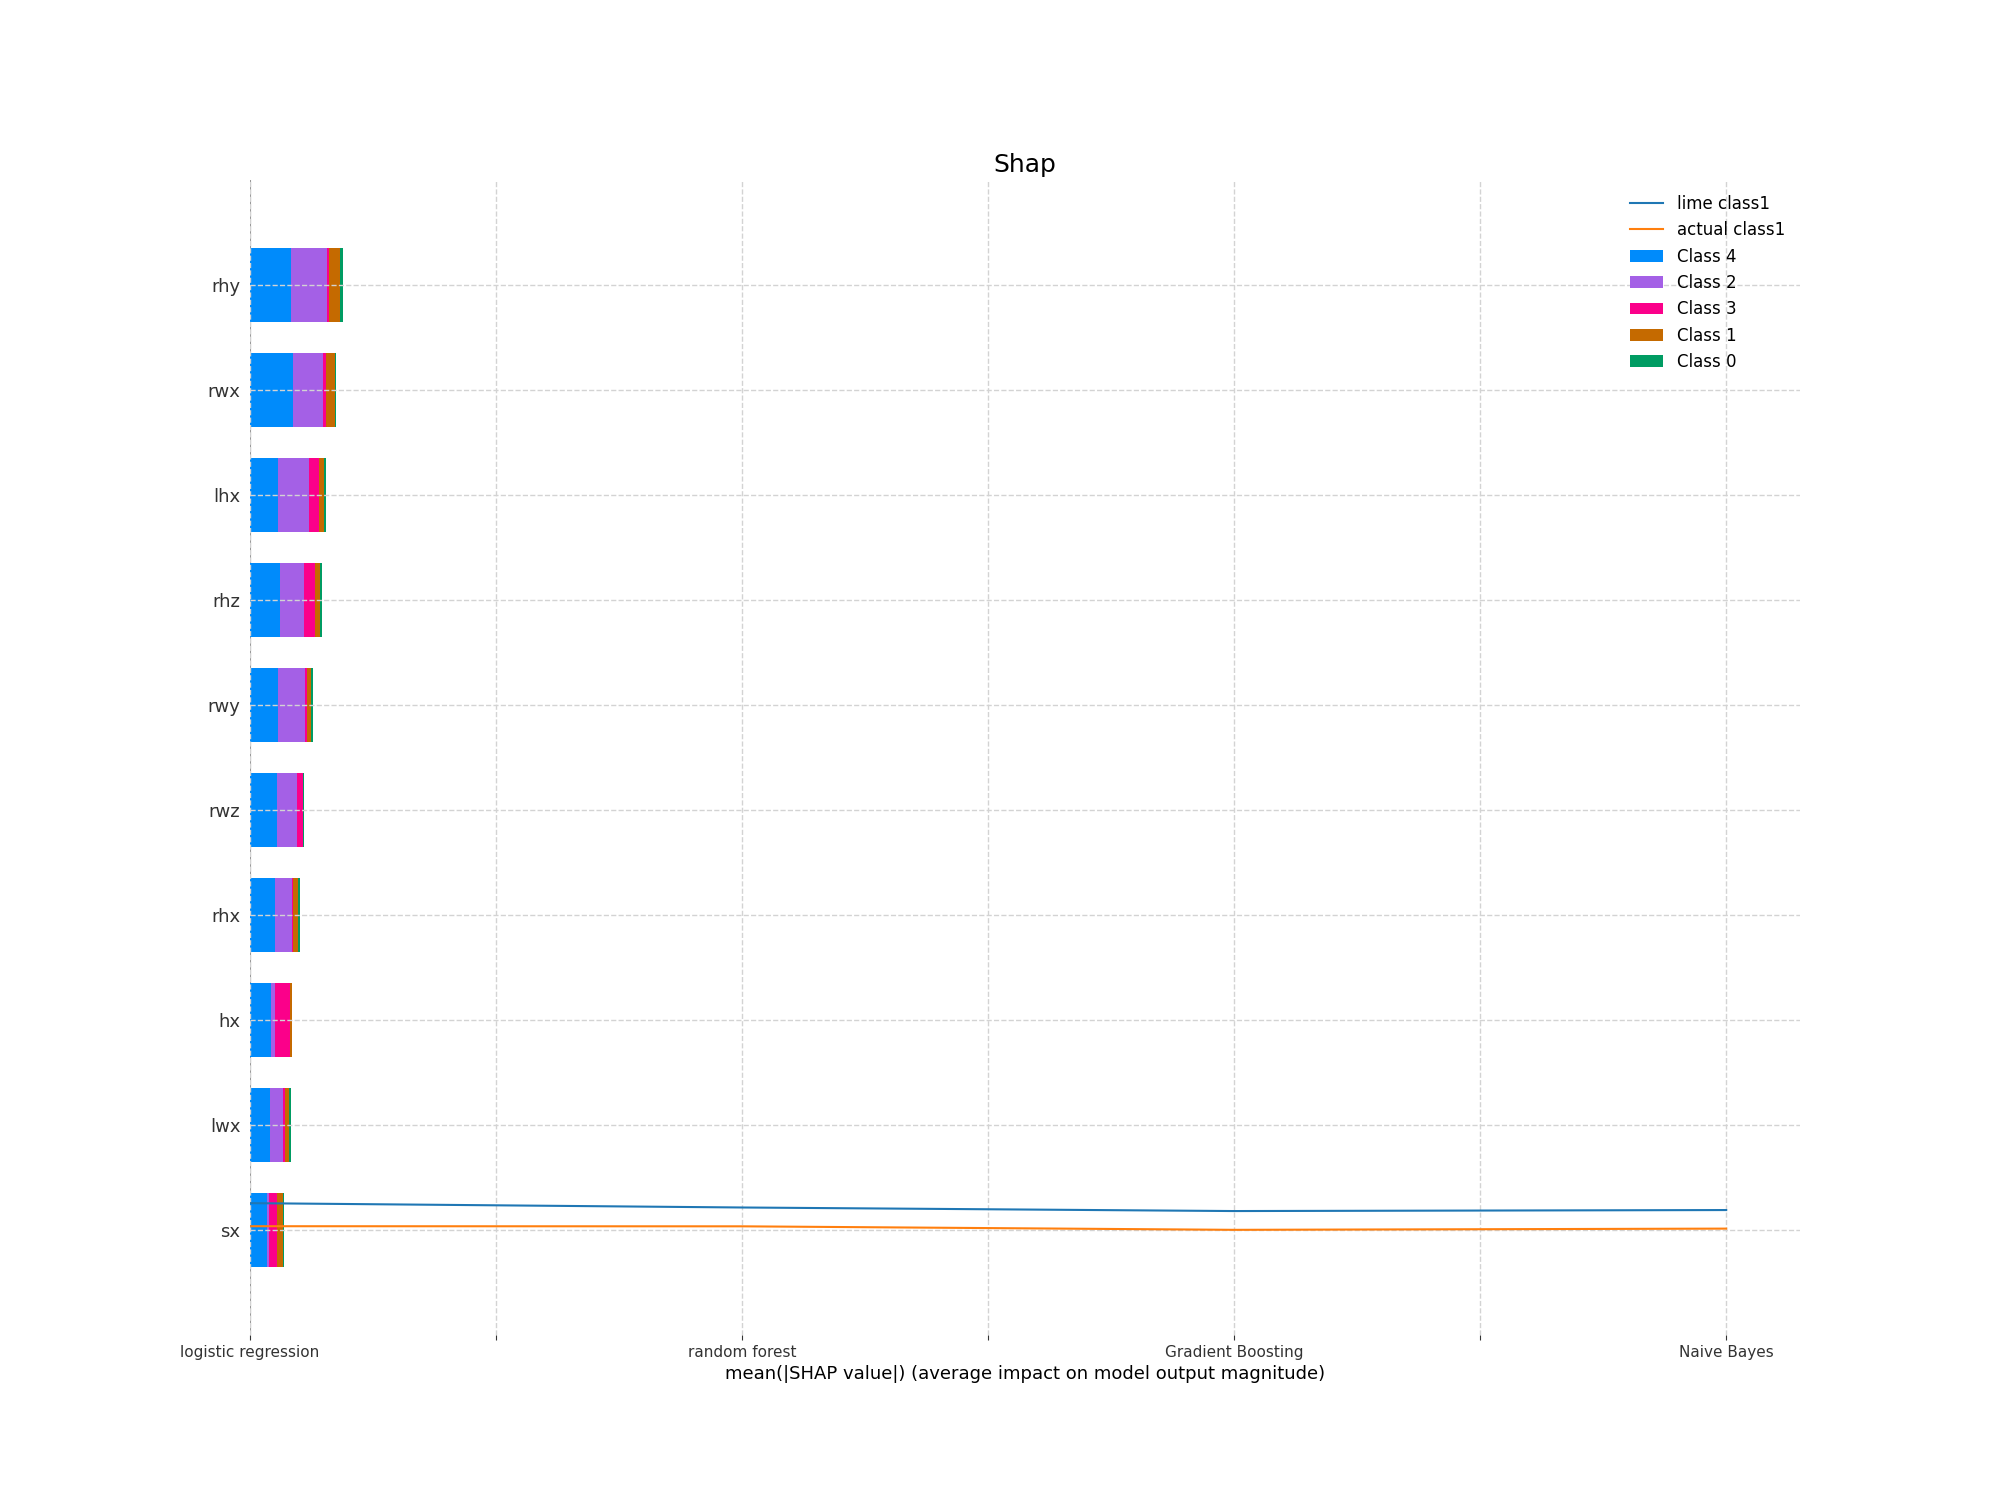 Shap
lime class1
actual class1
Class 4
Class 2
Class 3
Class 1
Class 0
rhy
rwx
lhx
rhz
rwy
rwz
rhx
hx
lwx
sx
logistic regression
random forest
Gradient Boosting
Naive Bayes
mean(|SHAP value|) (average impact on model output magnitude)